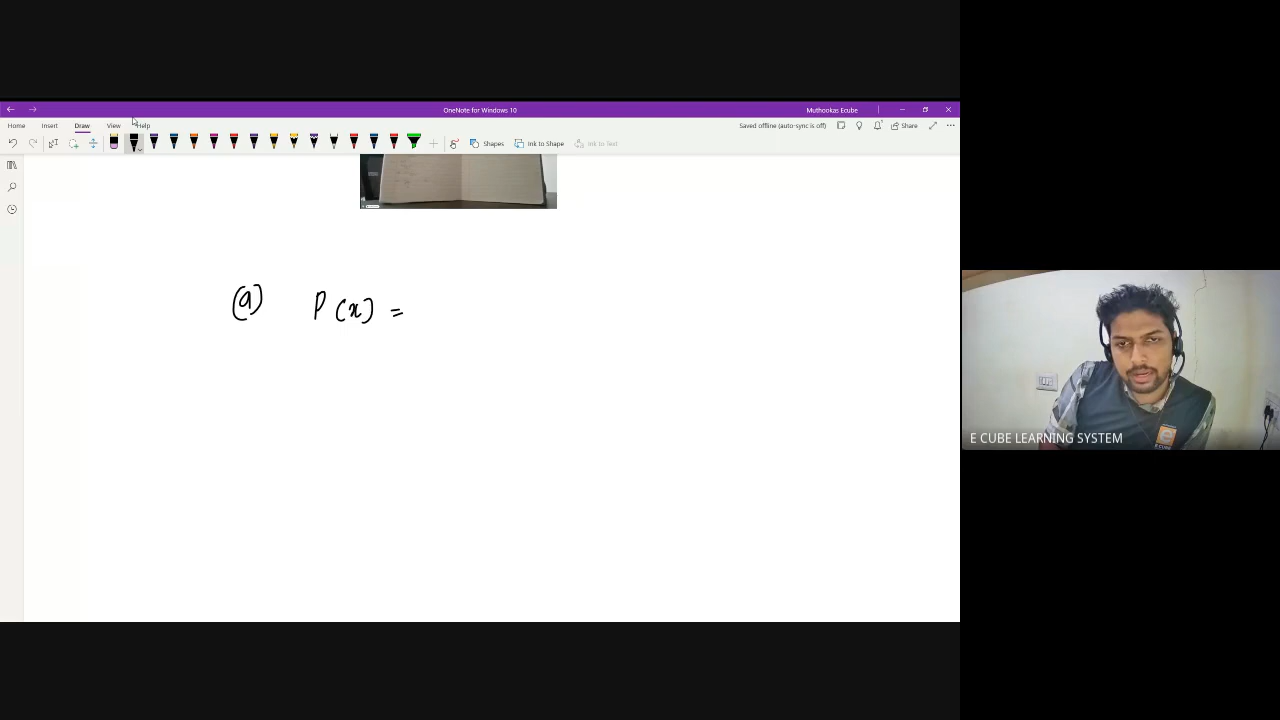 OneNote for Windows 10
Muthookas Ecube
Home Insert Draw View Help
Saved offline (auto-sync is off)
Share
Shapes
Ink to Shape
Ink to Text
(a) P(x) =
E CUBE LEARNING SYSTEM